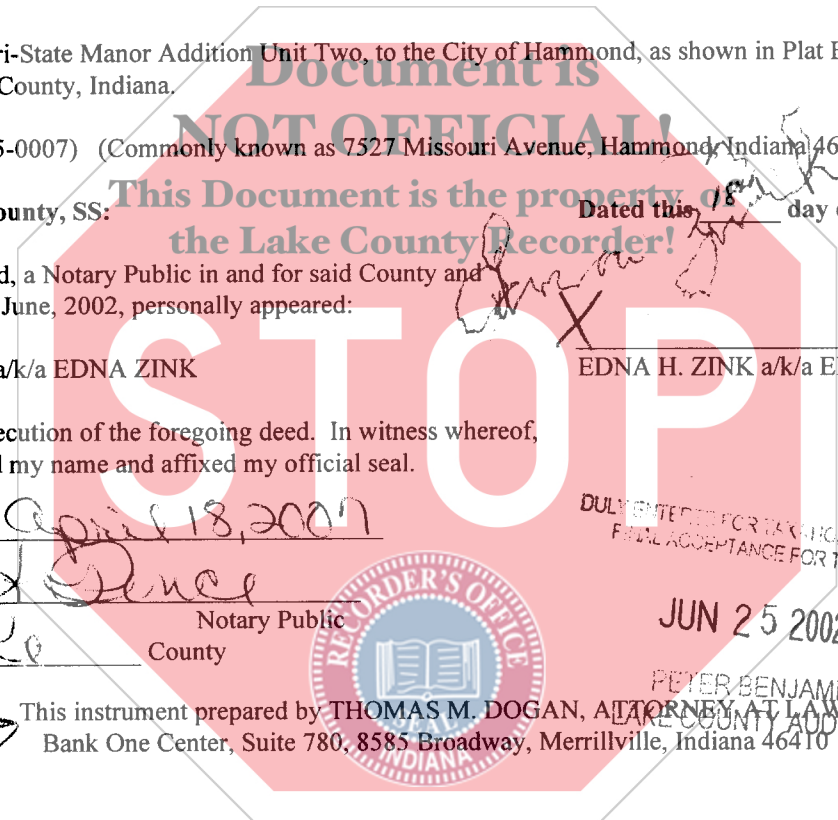 ri-State Manor Addition Unit Two, to the City of Hammond, as shown in Plat B
County, Indiana.
Document is
NOT OFFICIAL!
5-0007) (Commonly known as 7527 Missouri Avenue, Hammond, Indiana 46
This Document is the property of
the Lake County Recorder!
ounty, SS:
Dated this 18 day o
d, a Notary Public in and for said County and
June, 2002, personally appeared:
X
STOP
a/k/a EDNA ZINK
EDNA H. ZINK a/k/a E
ecution of the foregoing deed. In witness whereof,
d my name and affixed my official seal.
April 18, 2007
DULY ENTERED FOR TAXATION
FINAL ACCEPTANCE FOR T
Notary Public
County
JUN 25 2002
PETER BENJAMI
LAKE COUNTY AUD
RECORDER'S OFFICE
SEAL
INDIANA
This instrument prepared by THOMAS M. DOGAN, ATTORNEY AT LAW
Bank One Center, Suite 780, 8585 Broadway, Merrillville, Indiana 46410